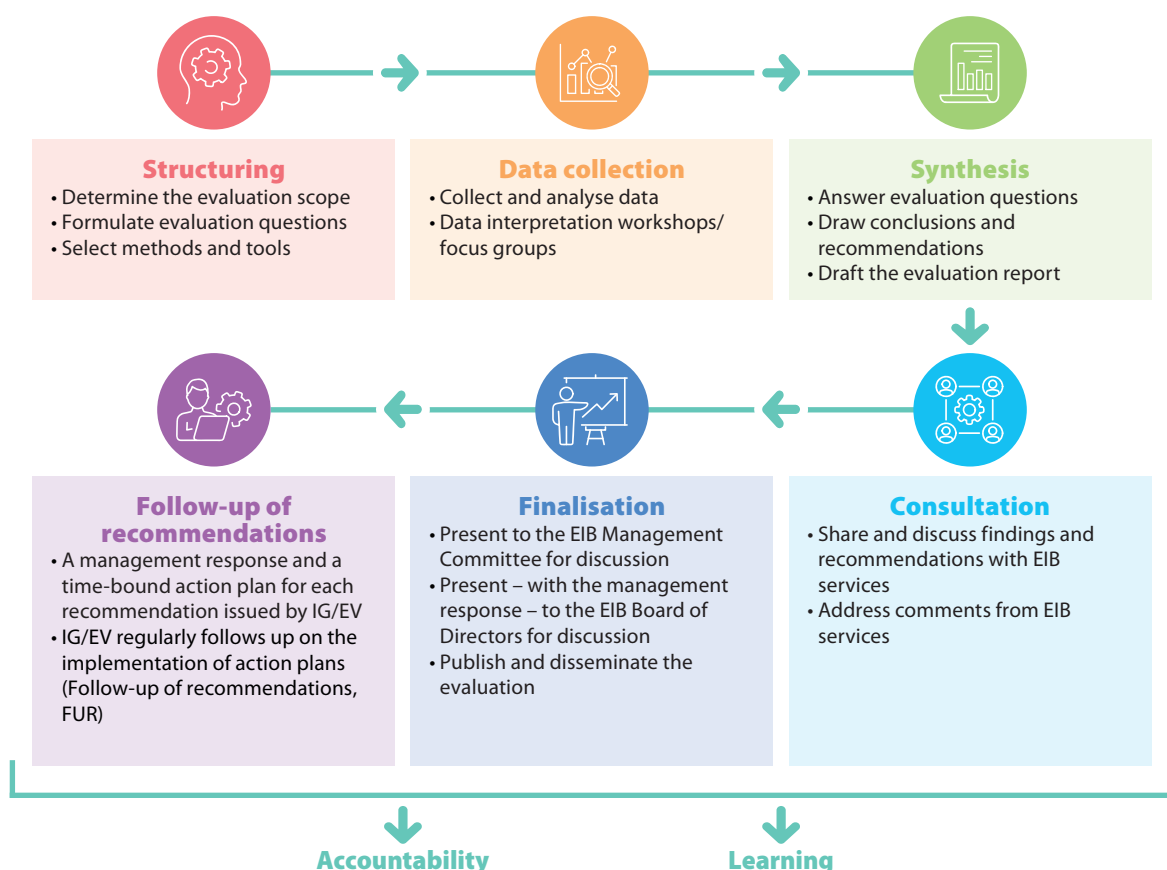 Structuring
• Determine the evaluation scope
• Formulate evaluation questions
• Select methods and tools
Data collection
• Collect and analyse data
• Data interpretation workshops/
focus groups
Synthesis
• Answer evaluation questions
• Draw conclusions and
recommendations
• Draft the evaluation report
Follow-up of
recommendations
• A management response and a
time-bound action plan for each
recommendation issued by IG/EV
• IG/EV regularly follows up on the
implementation of action plans
(Follow-up of recommendations,
FUR)
Finalisation
• Present to the EIB Management
Committee for discussion
• Present – with the management
response – to the EIB Board of
Directors for discussion
• Publish and disseminate the
evaluation
Consultation
• Share and discuss findings and
recommendations with EIB
services
• Address comments from EIB
services
Accountability
Learning